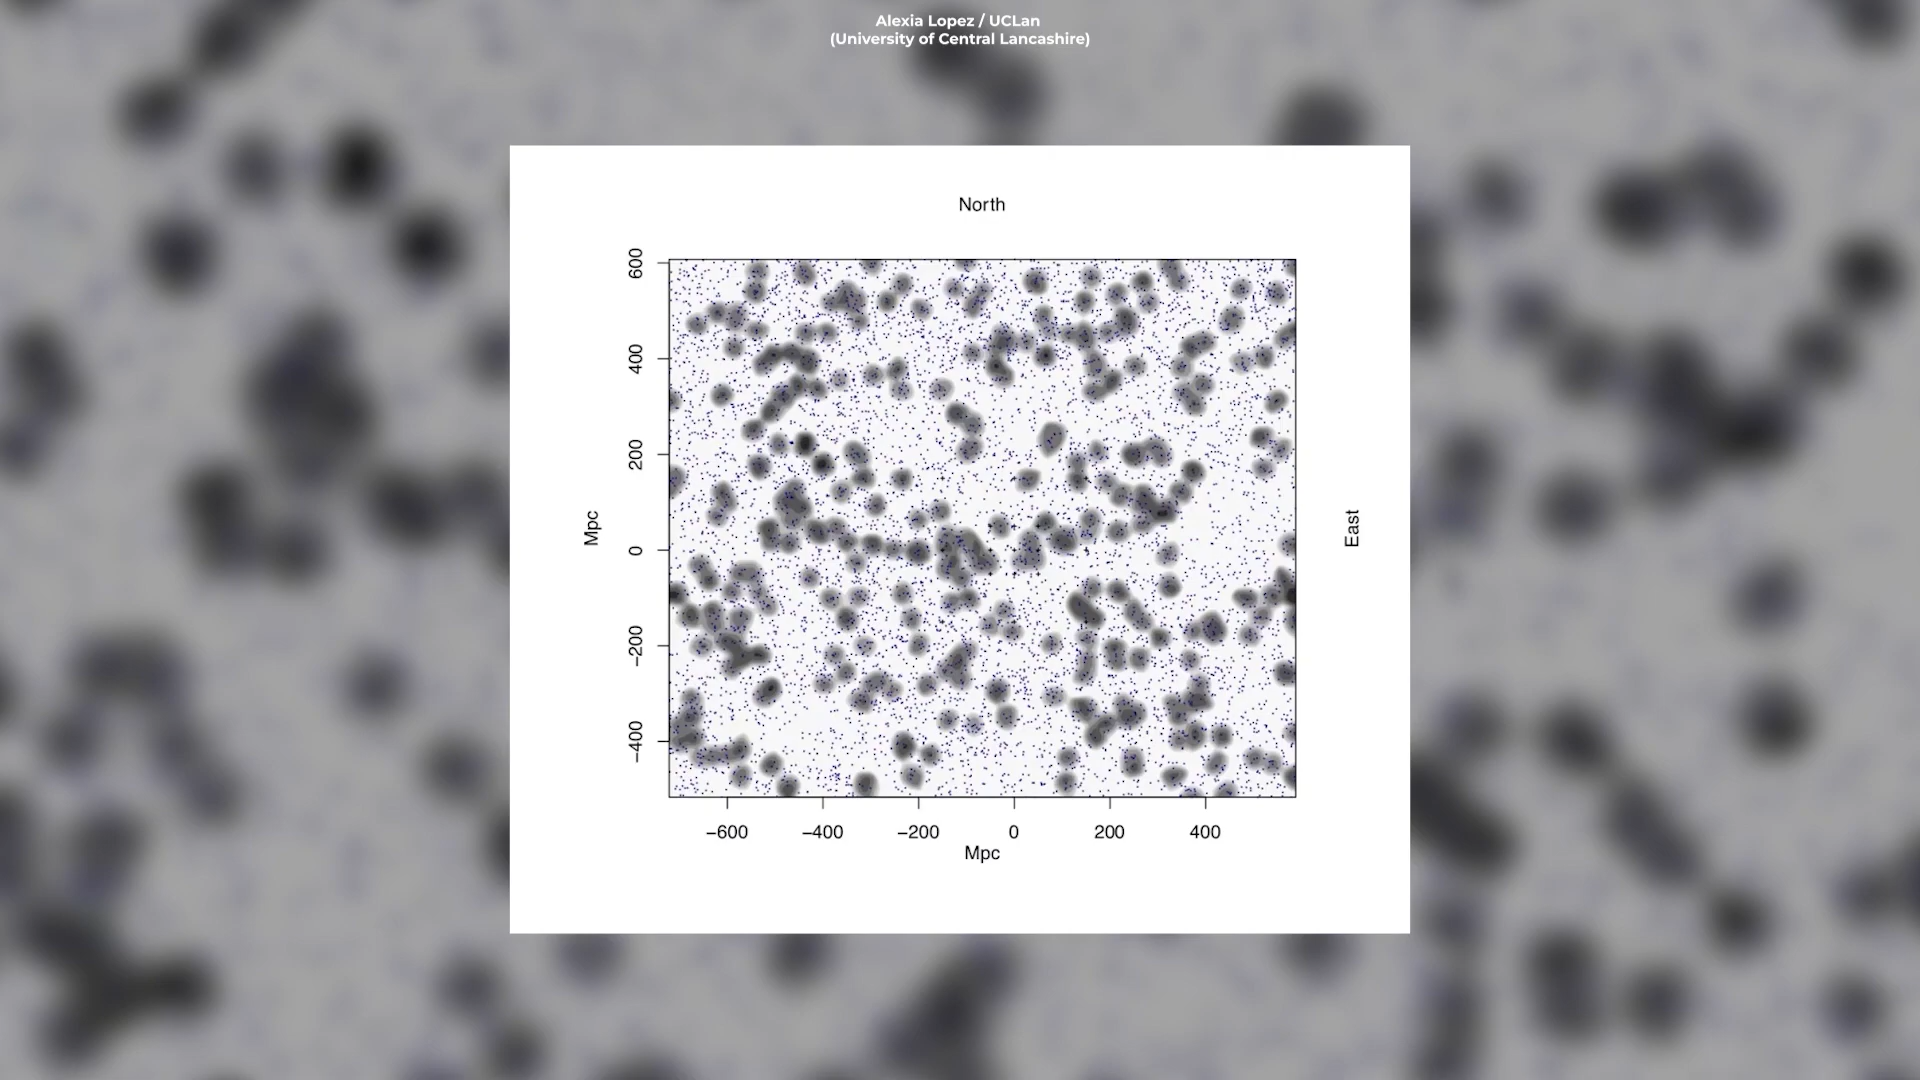 Alexia Lopez / UCLan
(University of Central Lancashire)
North
600
400
200
0
−200
−400
Mpc
East
−600 −400 −200 0 200 400
Mpc